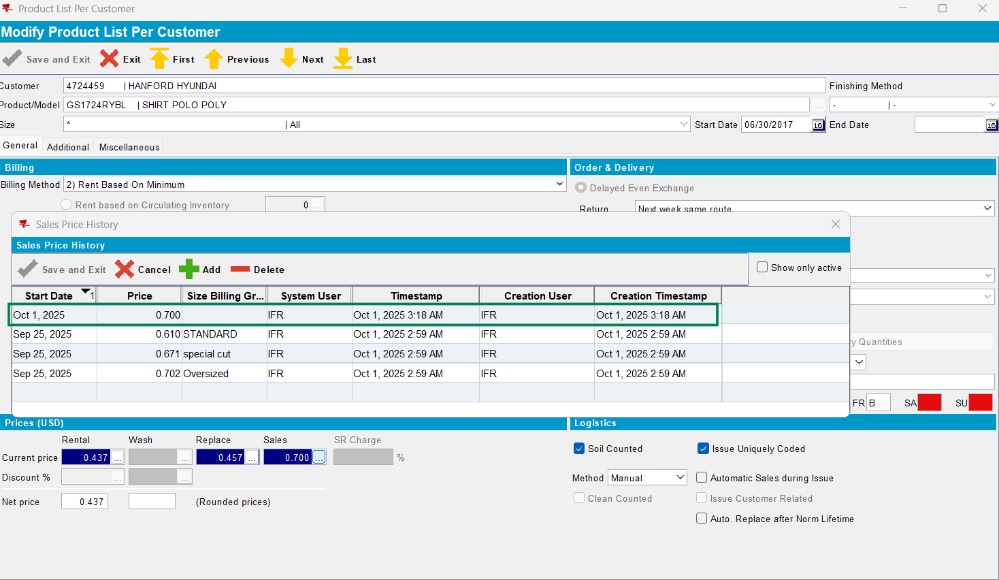 Product List Per Customer
Modify Product List Per Customer
Save and Exit Exit First Previous Next Last
Customer 4724459 | HANFORD HYUNDAI Finishing Method
Product/Model GS1724RYBL | SHIRT POLO POLY ... - | -
Size * | All Start Date 06/30/2017 16 End Date 16
General Additional Miscellaneous
Billing Order & Delivery
Billing Method 2) Rent Based On Minimum Delayed Even Exchange
Rent based on Circulating Inventory 0 ... Return Next week same route
Sales Price History
Sales Price History
Save and Exit Cancel Add Delete Show only active
Start Date 1 Price Size Billing Gr... System User Timestamp Creation User Creation Timestamp
Oct 1, 2025 0.700 IFR Oct 1, 2025 3:18 AM IFR Oct 1, 2025 3:18 AM
Sep 25, 2025 0.610 STANDARD IFR Oct 1, 2025 2:59 AM IFR Oct 1, 2025 2:59 AM
Sep 25, 2025 0.671 special cut IFR Oct 1, 2025 2:59 AM IFR Oct 1, 2025 2:59 AM
Sep 25, 2025 0.702 Oversized IFR Oct 1, 2025 2:59 AM IFR Oct 1, 2025 2:59 AM
y Quantities
FR B SA SU
Prices (USD) Logistics
Rental Wash Replace Sales SR Charge
Current price 0.437 ... ... 0.457 ... 0.700 ... % Soil Counted Issue Uniquely Coded
Discount % ... ... Method Manual Automatic Sales during Issue
Net price 0.437 (Rounded prices) Clean Counted Issue Customer Related
Auto. Replace after Norm Lifetime